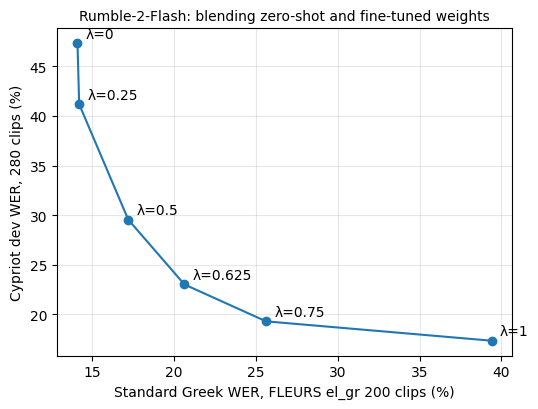 Rumble-2-Flash: blending zero-shot and fine-tuned weights
Cypriot dev WER, 280 clips (%)
45
40
35
30
25
20
λ=0
λ=0.25
λ=0.5
λ=0.625
λ=0.75
λ=1
15
20
25
30
35
40
Standard Greek WER, FLEURS el_gr 200 clips (%)